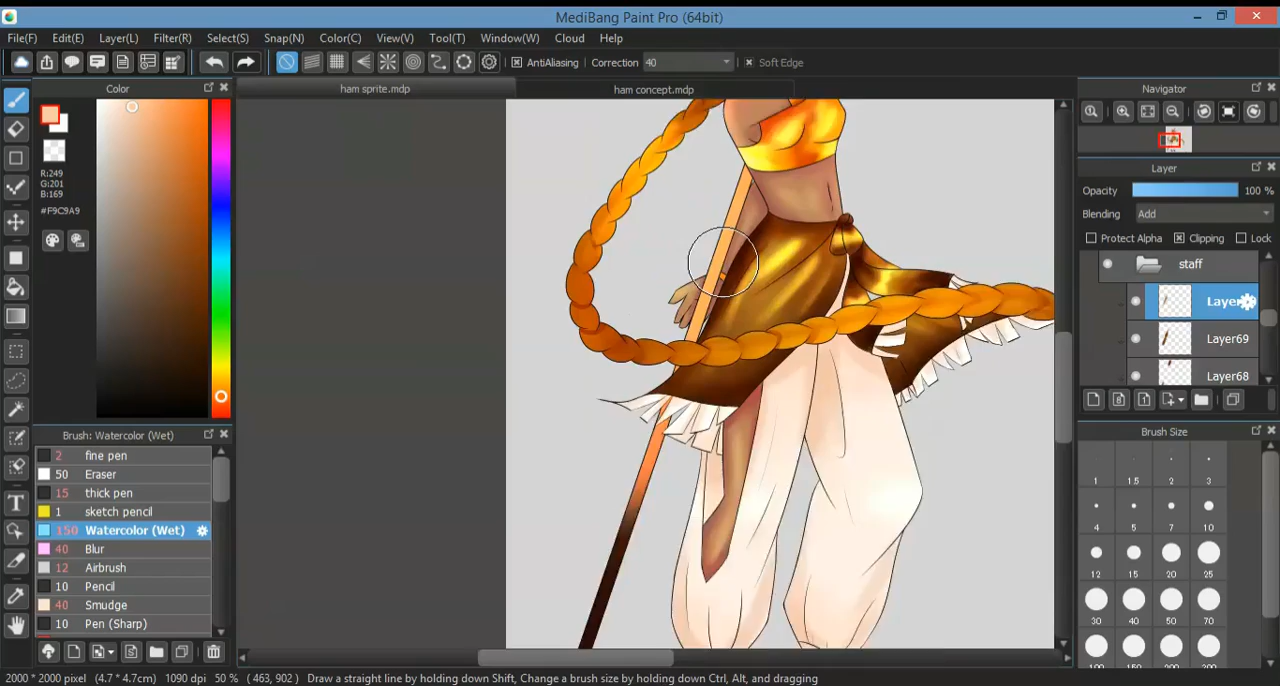 MediBang Paint Pro (64bit)
File(F) Edit(E) Layer(L) Filter(R) Select(S) Snap(N) Color(C) View(V) Tool(T) Window(W) Cloud Help
AntiAliasing Correction 40 Soft Edge
Color
ham sprite.mdp
ham concept.mdp
Navigator
R:249
G:201
B:169
#F9C9A9
Layer
Opacity 100 %
Blending Add
Protect Alpha Clipping Lock
staff
Layer
Layer69
Layer68
Brush: Watercolor (Wet)
2 fine pen
50 Eraser
15 thick pen
1 sketch pencil
150 Watercolor (Wet)
40 Blur
12 Airbrush
10 Pencil
40 Smudge
10 Pen (Sharp)
Brush Size
1 1.5 2 3
4 5 7 10
12 15 20 25
30 40 50 70
100 150 200 300
2000 * 2000 pixel (4.7 * 4.7cm) 1090 dpi 50 % ( 463, 902 ) Draw a straight line by holding down Shift, Change a brush size by holding down Ctrl, Alt, and dragging